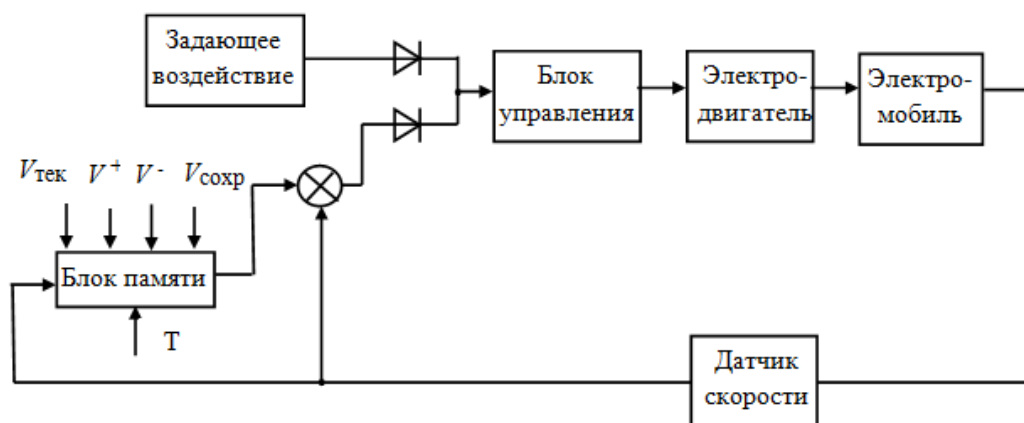 Задающее
воздействие
Блок
управления
Электро-
двигатель
Электро-
мобиль
Vтек V+ V- Vсохр
Блок памяти
T
Датчик
скорости